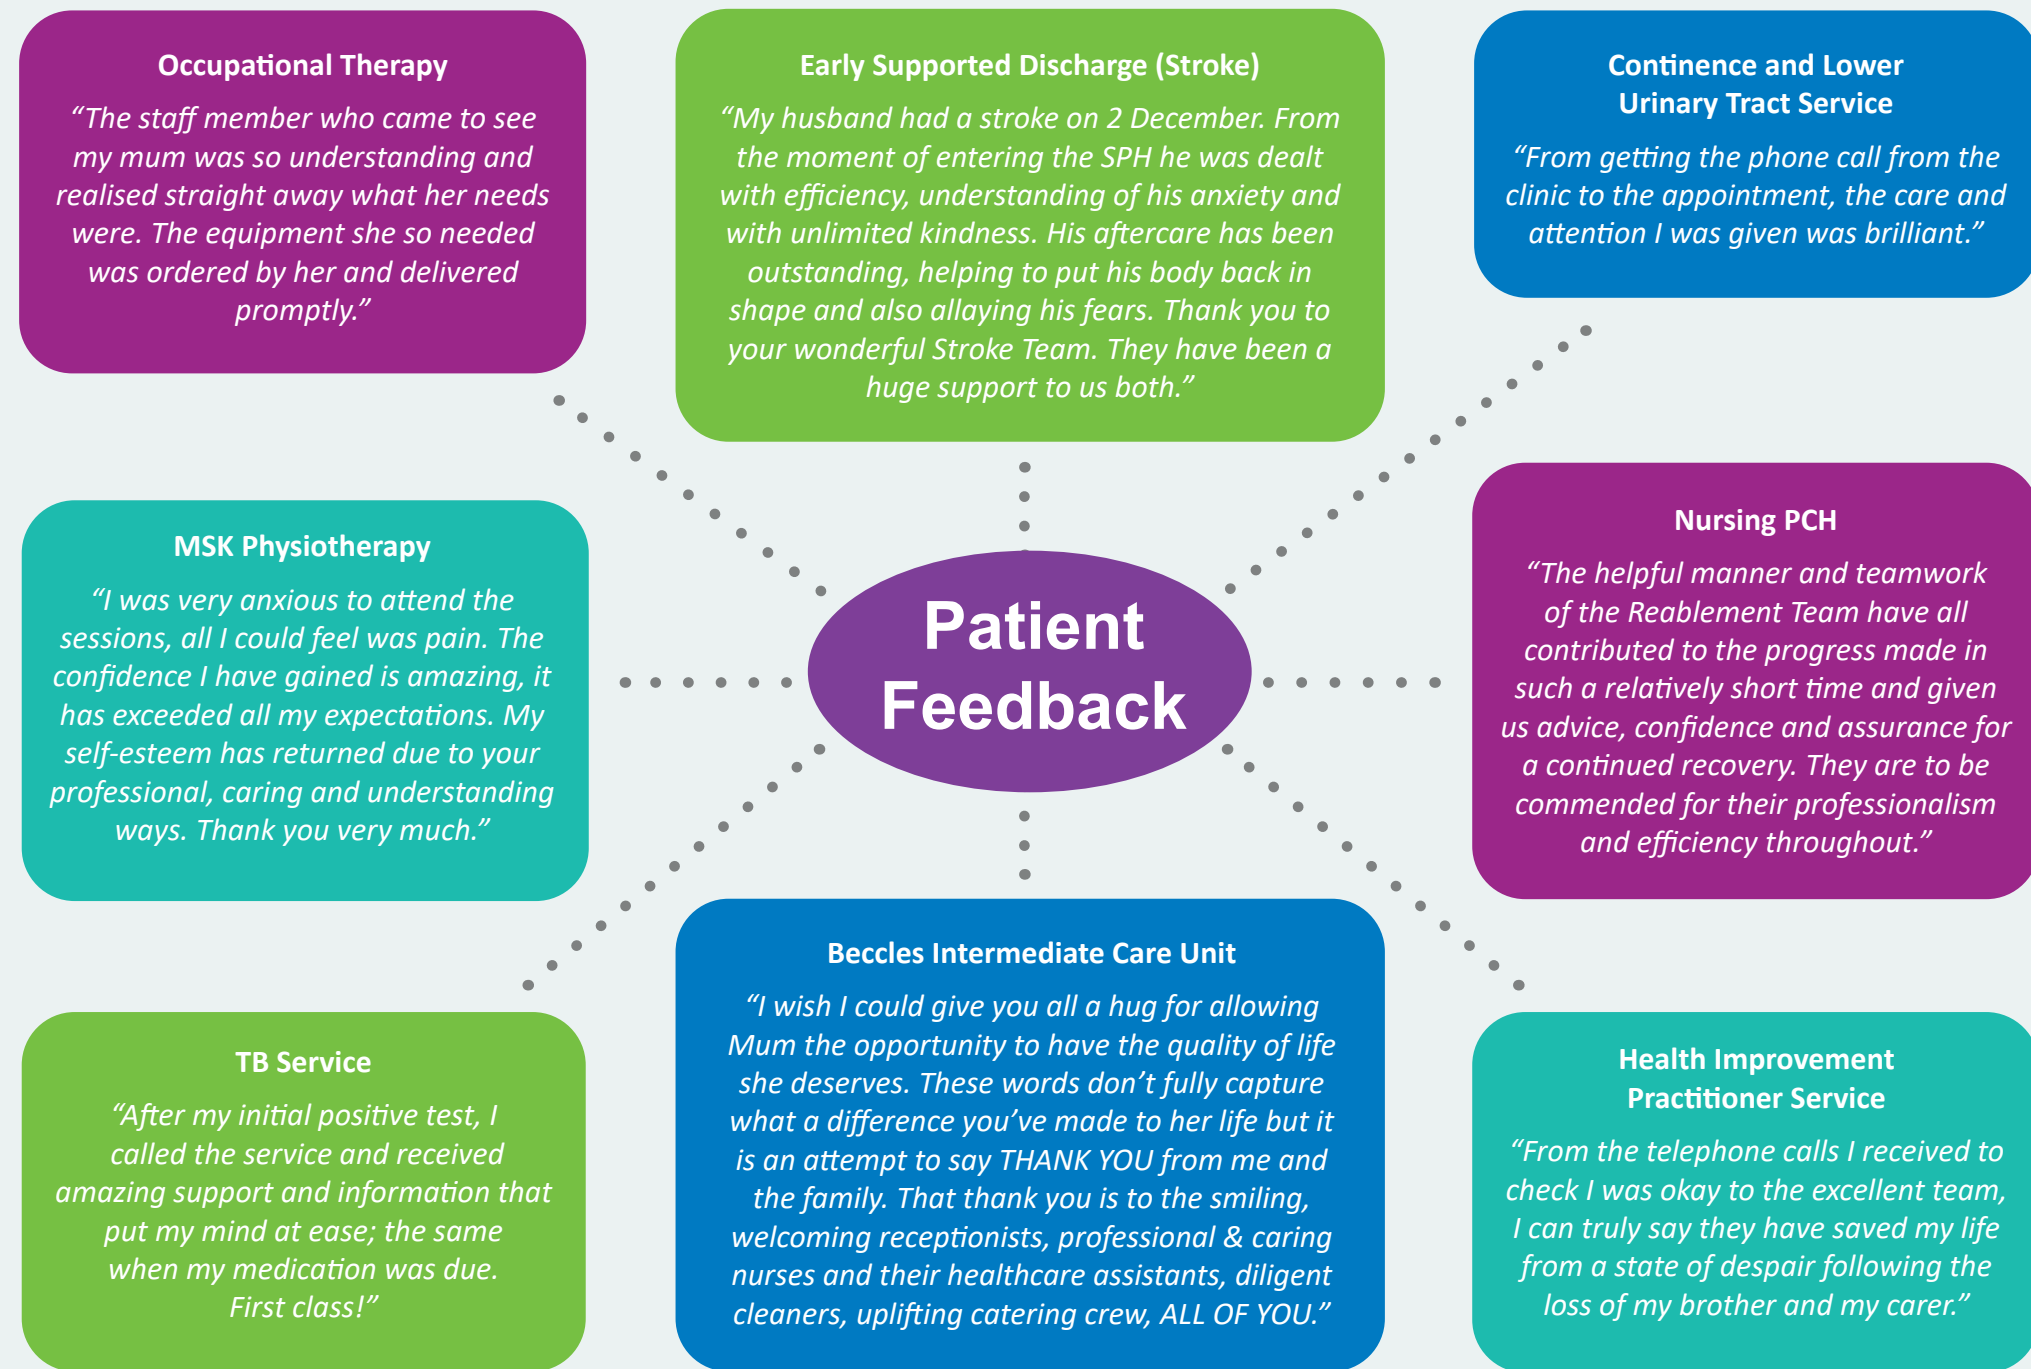 Occupational Therapy
“The staff member who came to see
my mum was so understanding and
realised straight away what her needs
were. The equipment she so needed
was ordered by her and delivered
promptly.”
Early Supported Discharge (Stroke)
“My husband had a stroke on 2 December. From
the moment of entering the SPH he was dealt
with efficiency, understanding of his anxiety and
with unlimited kindness. His aftercare has been
outstanding, helping to put his body back in
shape and also allaying his fears. Thank you to
your wonderful Stroke Team. They have been a
huge support to us both.”
Continence and Lower
Urinary Tract Service
“From getting the phone call from the
clinic to the appointment, the care and
attention I was given was brilliant.”
MSK Physiotherapy
“I was very anxious to attend the
sessions, all I could feel was pain. The
confidence I have gained is amazing, it
has exceeded all my expectations. My
self-esteem has returned due to your
professional, caring and understanding
ways. Thank you very much.”
Patient
Feedback
Nursing PCH
“The helpful manner and teamwork
of the Reablement Team have all
contributed to the progress made in
such a relatively short time and given
us advice, confidence and assurance for
a continued recovery. They are to be
commended for their professionalism
and efficiency throughout.”
TB Service
“After my initial positive test, I
called the service and received
amazing support and information that
put my mind at ease; the same
when my medication was due.
First class!”
Beccles Intermediate Care Unit
“I wish I could give you all a hug for allowing
Mum the opportunity to have the quality of life
she deserves. These words don’t fully capture
what a difference you’ve made to her life but it
is an attempt to say THANK YOU from me and
the family. That thank you is to the smiling,
welcoming receptionists, professional & caring
nurses and their healthcare assistants, diligent
cleaners, uplifting catering crew, ALL OF YOU.”
Health Improvement
Practitioner Service
“From the telephone calls I received to
check I was okay to the excellent team,
I can truly say they have saved my life
from a state of despair following the
loss of my brother and my carer.”